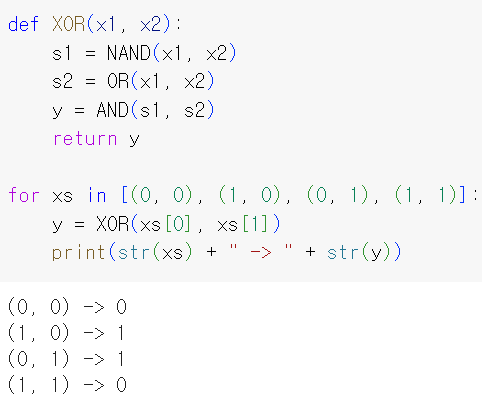 def XOR(x1, x2):
    s1 = NAND(x1, x2)
    s2 = OR(x1, x2)
    y = AND(s1, s2)
    return y

for xs in [(0, 0), (1, 0), (0, 1), (1, 1)]:
    y = XOR(xs[0], xs[1])
    print(str(xs) + " -> " + str(y))

(0, 0) -> 0
(1, 0) -> 1
(0, 1) -> 1
(1, 1) -> 0